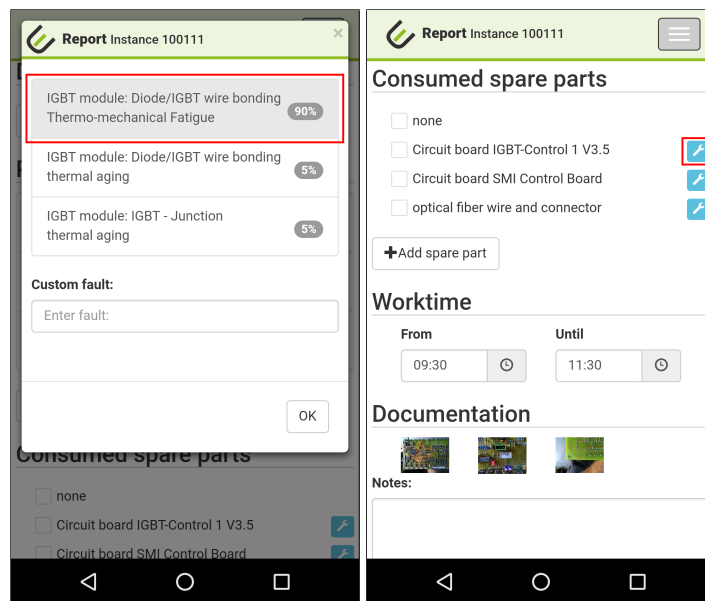 Report Instance 100111
×
IGBT module: Diode/IGBT wire bonding
Thermo-mechanical Fatigue
90%
IGBT module: Diode/IGBT wire bonding
thermal aging
5%
IGBT module: IGBT - Junction
thermal aging
5%
Custom fault:
Enter fault:
OK
Consumed spare parts
none
Circuit board IGBT-Control 1 V3.5
Circuit board SMI Control Board
Report Instance 100111
Consumed spare parts
none
Circuit board IGBT-Control 1 V3.5
Circuit board SMI Control Board
optical fiber wire and connector
+Add spare part
Worktime
From
Until
09:30
11:30
Documentation
Notes: